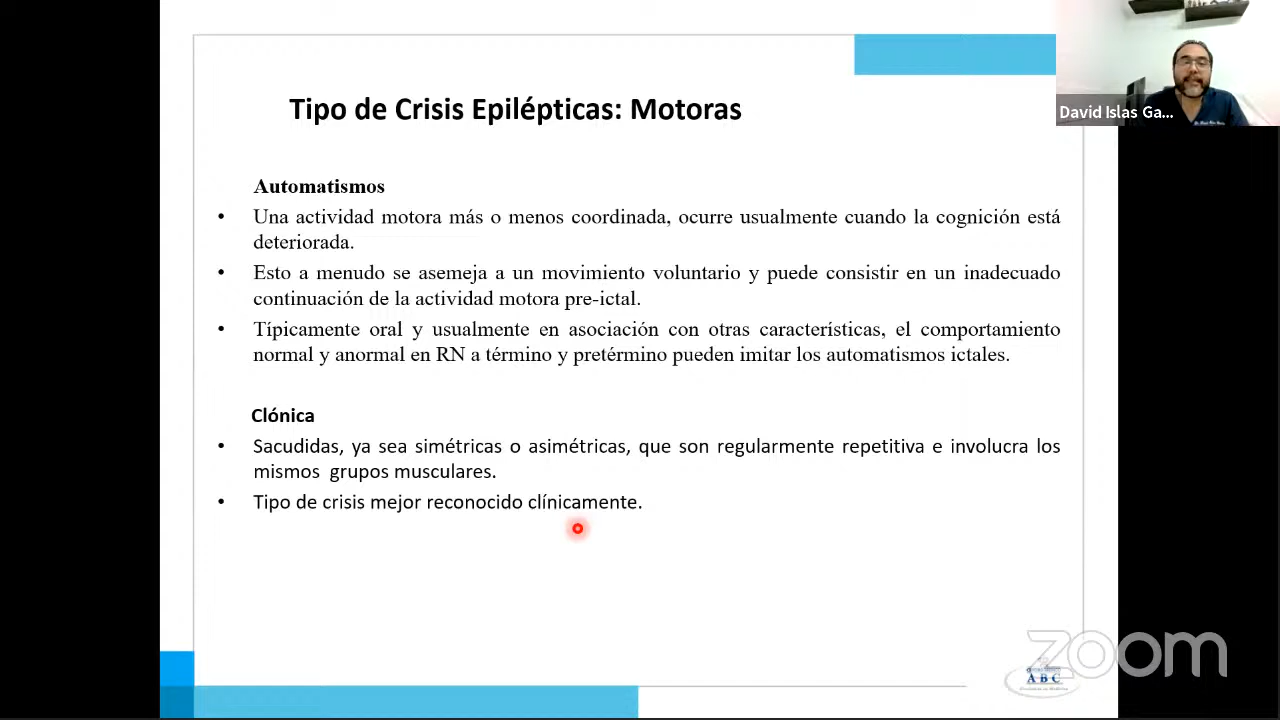 Tipo de Crisis Epilépticas: Motoras
David Islas Ga...
Automatismos
• Una actividad motora más o menos coordinada, ocurre usualmente cuando la cognición está
deteriorada.
• Esto a menudo se asemeja a un movimiento voluntario y puede consistir en un inadecuado
continuación de la actividad motora pre-ictal.
• Típicamente oral y usualmente en asociación con otras características, el comportamiento
normal y anormal en RN a término y pretérmino pueden imitar los automatismos ictales.
Clónica
• Sacudidas, ya sea simétricas o asimétricas, que son regularmente repetitiva e involucra los
mismos grupos musculares.
• Tipo de crisis mejor reconocido clínicamente.
zoom
ABC